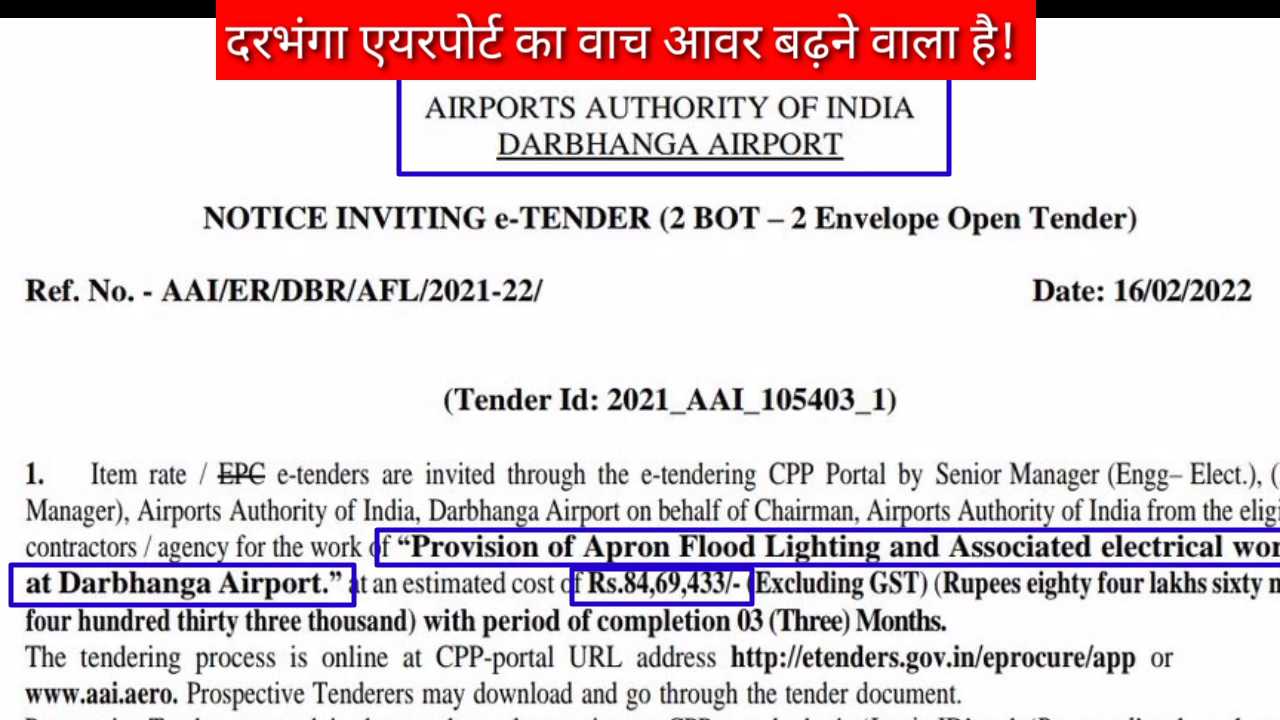 दरभंगा एयरपोर्ट का वाच आवर बढ़ने वाला है!
AIRPORTS AUTHORITY OF INDIA
DARBHANGA AIRPORT
NOTICE INVITING e-TENDER (2 BOT – 2 Envelope Open Tender)
Ref. No. - AAI/ER/DBR/AFL/2021-22/ Date: 16/02/2022
(Tender Id: 2021_AAI_105403_1)
1. Item rate / EPC e-tenders are invited through the e-tendering CPP Portal by Senior Manager (Engg– Elect.), (
Manager), Airports Authority of India, Darbhanga Airport on behalf of Chairman, Airports Authority of India from the
contractors / agency for the work of “Provision of Apron Flood Lighting and Associated electrical
at Darbhanga Airport.” at an estimated cost of Rs.84,69,433/- (Excluding GST) (Rupees eighty four lakhs sixty
four hundred thirty three thousand) with period of completion 03 (Three) Months.
The tendering process is online at CPP-portal URL address http://etenders.gov.in/eprocure/app or
www.aai.aero. Prospective Tenderers may download and go through the tender document.